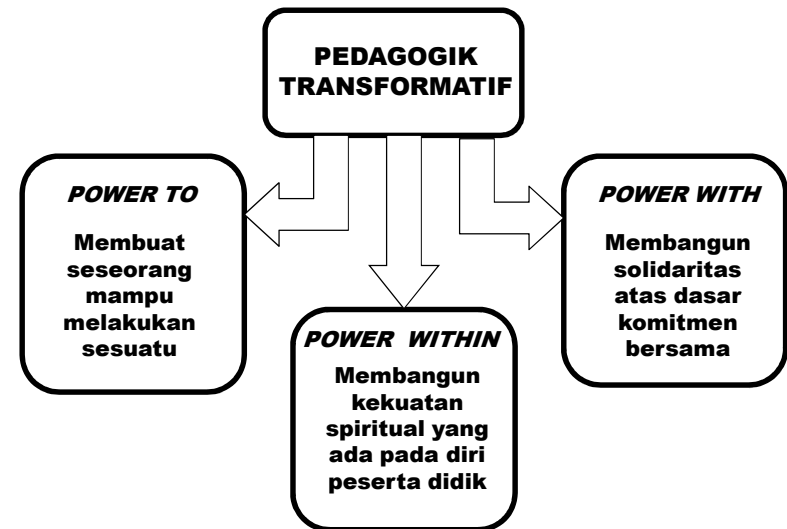 PEDAGOGIK
TRANSFORMATIF
POWER TO
Membuat
seseorang
mampu
melakukan
sesuatu
POWER WITHIN
Membangun
kekuatan
spiritual yang
ada pada diri
peserta didik
POWER WITH
Membangun
solidaritas
atas dasar
komitmen
bersama